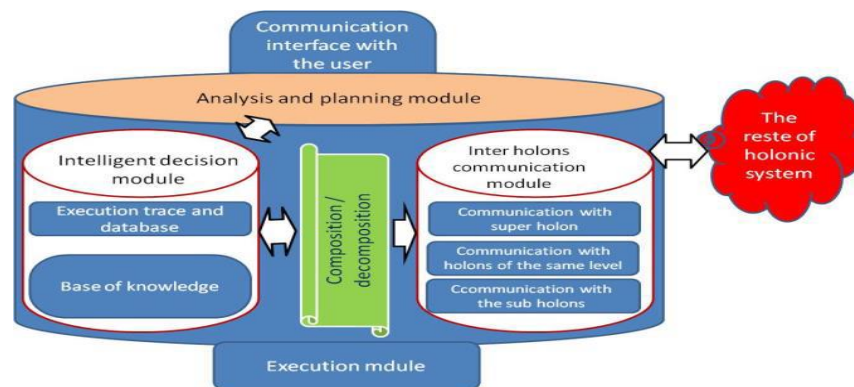 Communication
interface with
the user
Analysis and planning module
Intelligent decision
module
Execution trace and
database
Base of knowledge
Composition /
decomposition
Inter holons
communication
module
Communication with
super holon
Communication with
holons of the same level
Ccommunication with
the sub holons
The
reste of
holonic
system
Execution mdule